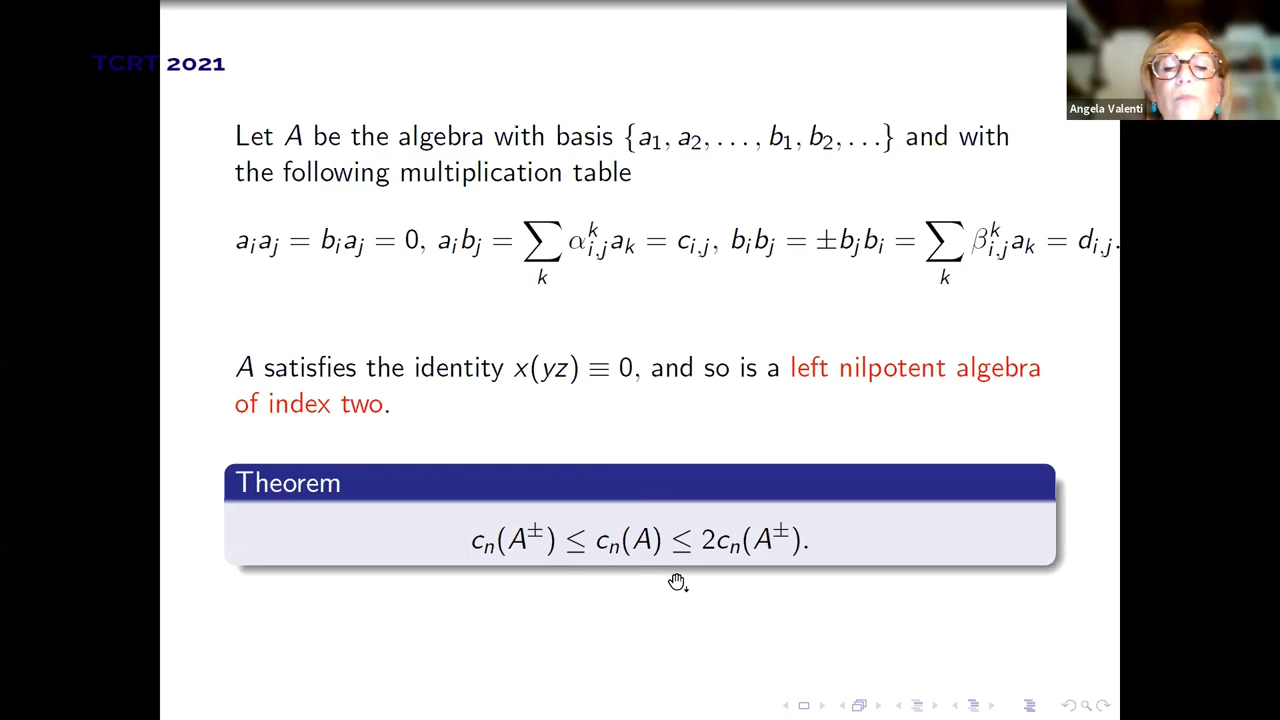 TCRT 2021
Angela Valenti
Let A be the algebra with basis {a₁, a₂, . . . , b₁, b₂, . . .} and with
the following multiplication table
aᵢaⱼ = bᵢaⱼ = 0, aᵢbⱼ = ∑ₖ αᵏᵢ,ⱼaₖ = cᵢ,ⱼ, bᵢbⱼ = ±bⱼbᵢ = ∑ₖ βᵏᵢ,ⱼaₖ = dᵢ,ⱼ.
A satisfies the identity x(yz) ≡ 0, and so is a left nilpotent algebra
of index two.
Theorem
cₙ(A^±) ≤ cₙ(A) ≤ 2cₙ(A^±).